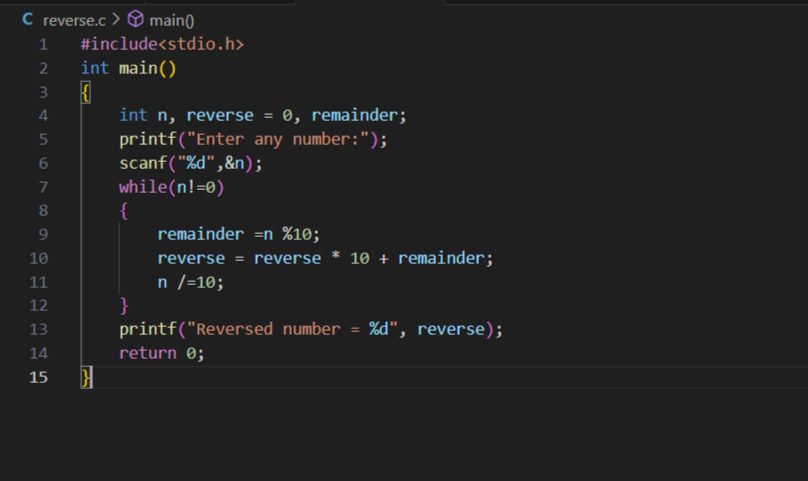 C reverse.c > main()
1 #include<stdio.h>
2 int main()
3 {
4     int n, reverse = 0, remainder;
5     printf("Enter any number:");
6     scanf("%d",&n);
7     while(n!=0)
8     {
9         remainder =n %10;
10         reverse = reverse * 10 + remainder;
11         n /=10;
12     }
13     printf("Reversed number = %d", reverse);
14     return 0;
15 }